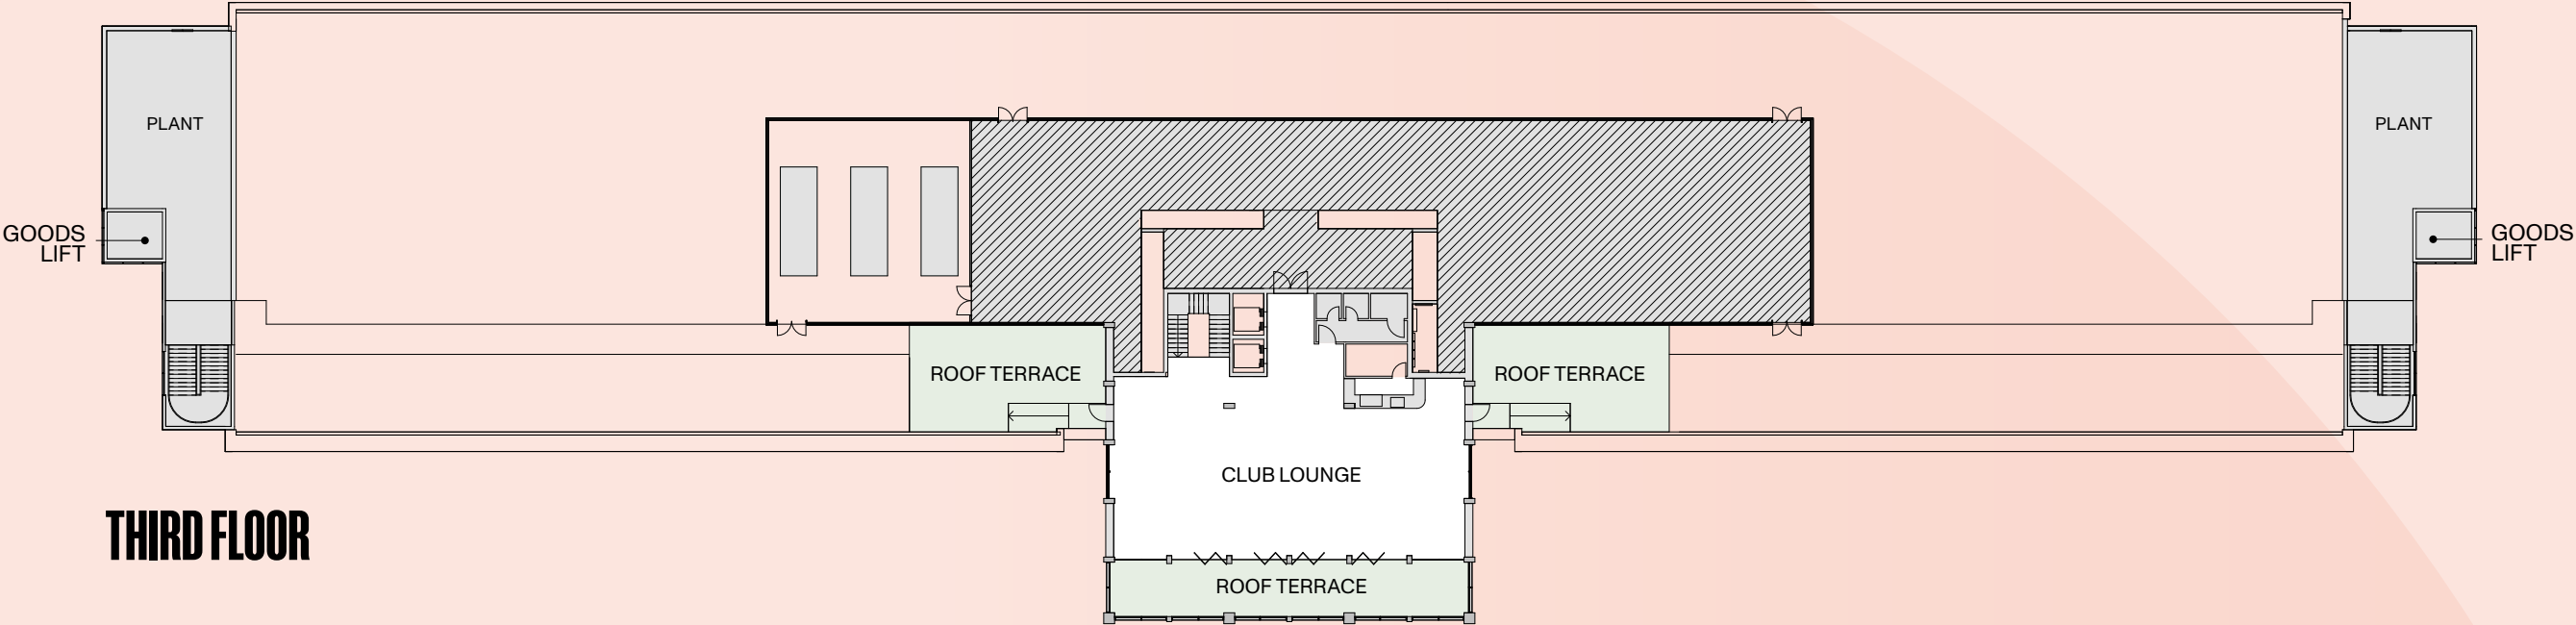 PLANT
PLANT
GOODS
LIFT
GOODS
LIFT
ROOF TERRACE
ROOF TERRACE
CLUB LOUNGE
THIRD FLOOR
ROOF TERRACE